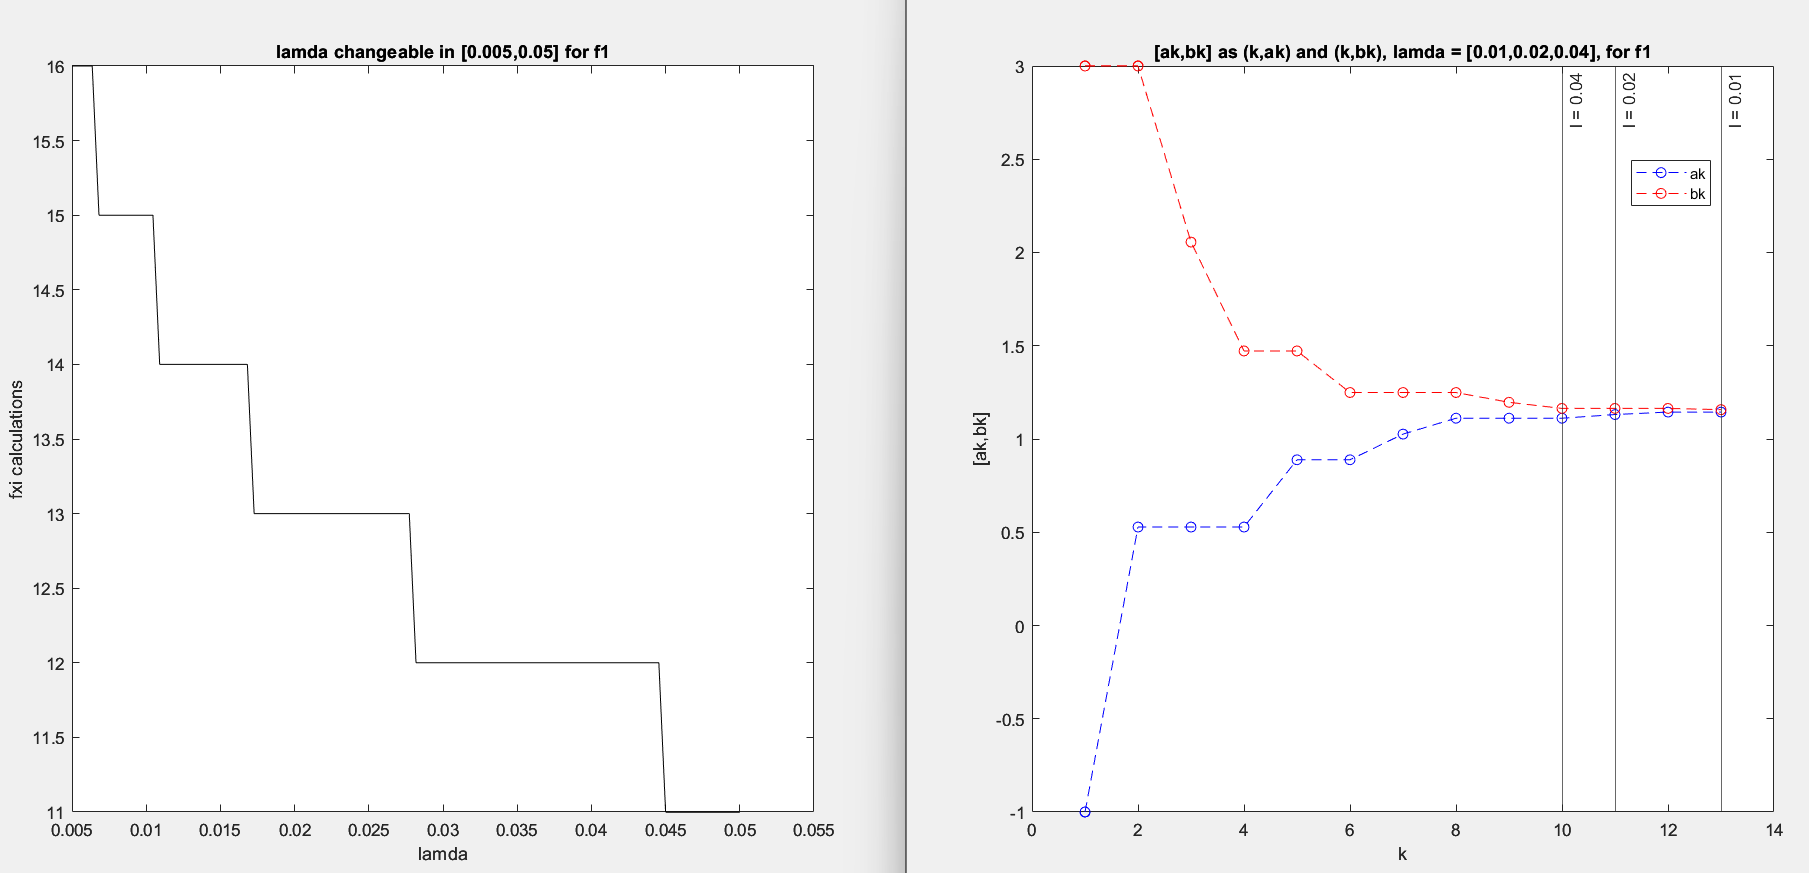 lamda changeable in [0.005,0.05] for f1
16
15.5
15
14.5
14
13.5
13
12.5
12
11.5
11
fxi calculations
0.005 0.01 0.015 0.02 0.025 0.03 0.035 0.04 0.045 0.05 0.055
lamda
[ak,bk] as (k,ak) and (k,bk), lamda = [0.01,0.02,0.04], for f1
3
2.5
2
1.5
1
0.5
0
-0.5
-1
[ak,bk]
l = 0.04
l = 0.02
l = 0.01
ak
bk
0 2 4 6 8 10 12 14
k